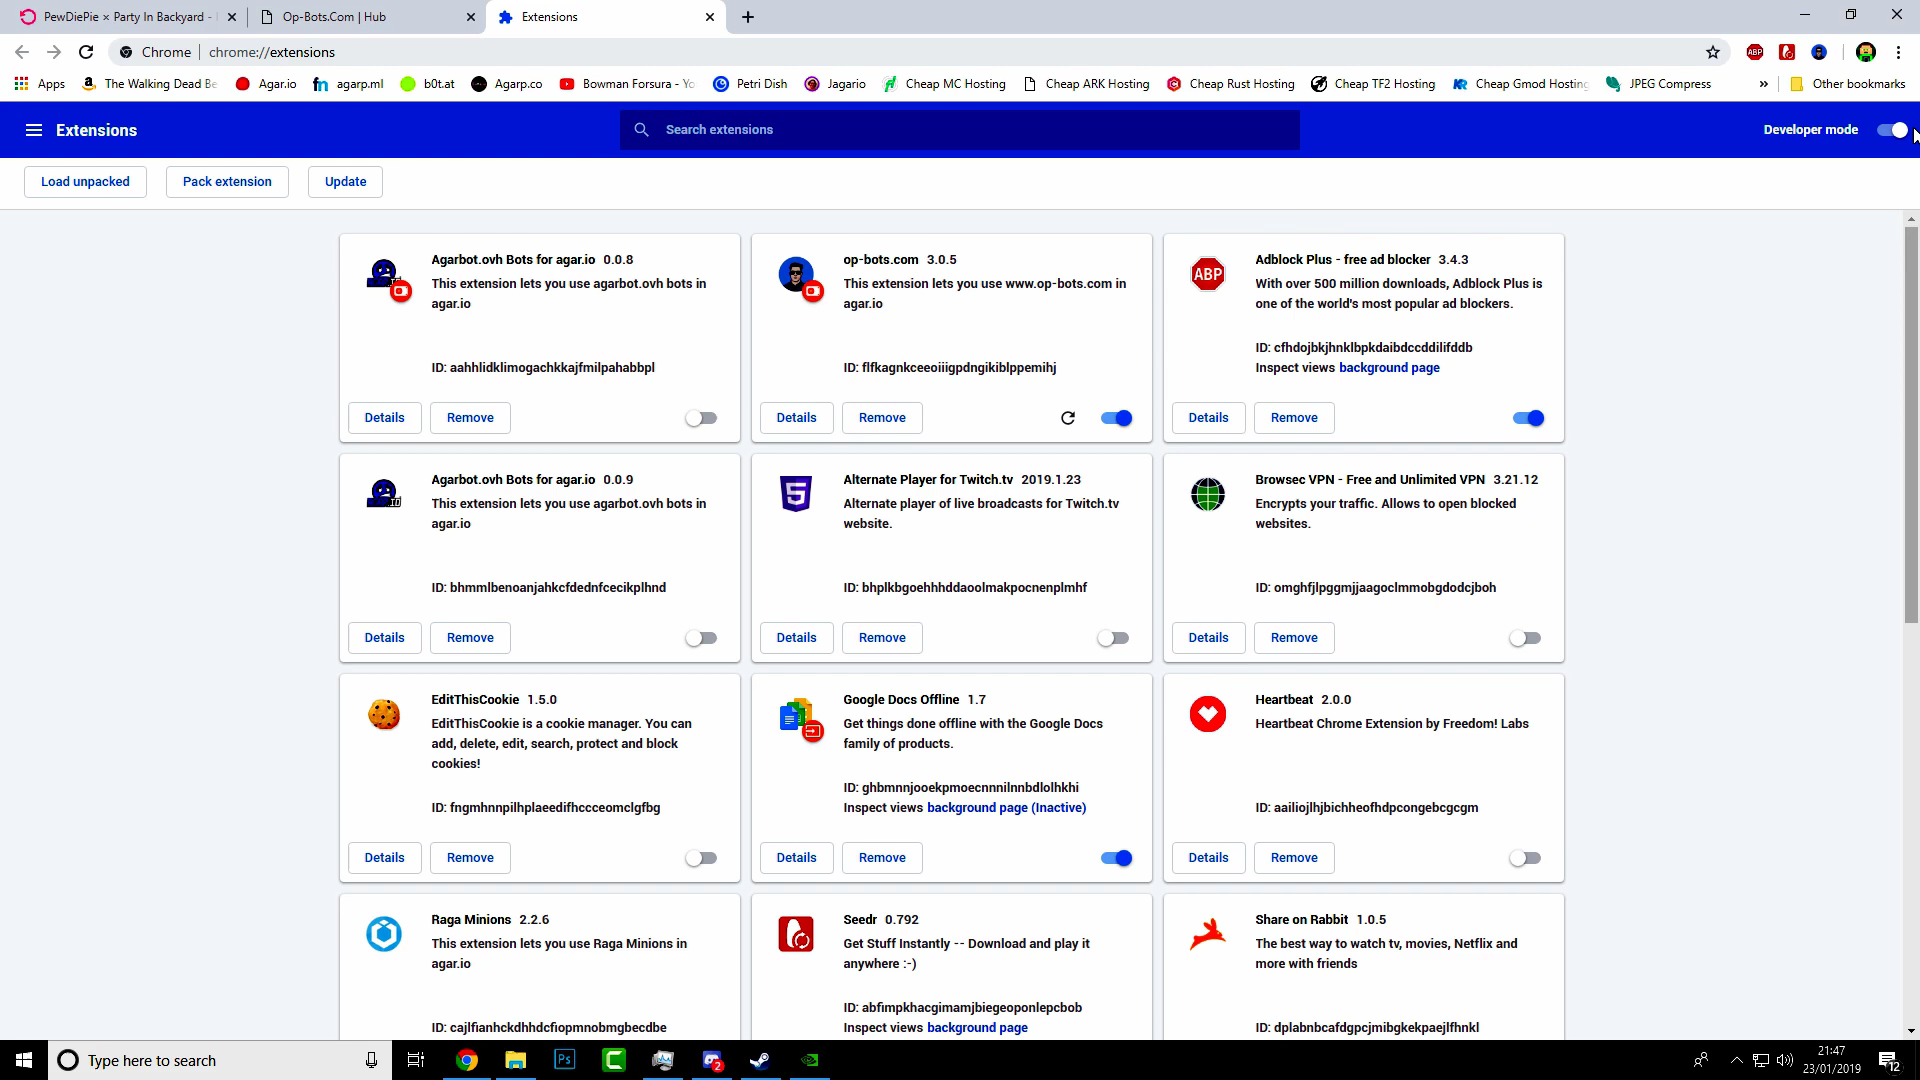 PewDiePie × Party In Backyard -
Op-Bots.Com | Hub
Extensions
Chrome
chrome://extensions
ABP
Apps
The Walking Dead Be
Agar.io
agarp.ml
b0t.at
Agarp.co
Bowman Forsura - Yo
Petri Dish
Jagario
Cheap MC Hosting
Cheap ARK Hosting
Cheap Rust Hosting
Cheap TF2 Hosting
Cheap Gmod Hosting
JPEG Compress
Other bookmarks
Extensions
Search extensions
Developer mode
Load unpacked
Pack extension
Update
Agarbot.ovh Bots for agar.io 0.0.8
This extension lets you use agarbot.ovh bots in
agar.io
ID: aahhlidklimogachkkajfmilpahabbpl
Details
Remove
op-bots.com 3.0.5
This extension lets you use www.op-bots.com in
agar.io
ID: flfkagnkceeoiiigpdngikiblppemihj
Details
Remove
ABP
Adblock Plus - free ad blocker 3.4.3
With over 500 million downloads, Adblock Plus is
one of the world's most popular ad blockers.
ID: cfhdojbkjhnklbpkdaibdccddilifddb
Inspect views background page
Details
Remove
Agarbot.ovh Bots for agar.io 0.0.9
This extension lets you use agarbot.ovh bots in
agar.io
ID: bhmmlbenoanjahkcfdednfcecikplhnd
Details
Remove
Alternate Player for Twitch.tv 2019.1.23
Alternate player of live broadcasts for Twitch.tv
website.
ID: bhplkbgoehhhddaoolmakpocnenplmhf
Details
Remove
Browsec VPN - Free and Unlimited VPN 3.21.12
Encrypts your traffic. Allows to open blocked
websites.
ID: omghfjlpggmjjaagoclmmobgdodcjboh
Details
Remove
EditThisCookie 1.5.0
EditThisCookie is a cookie manager. You can
add, delete, edit, search, protect and block
cookies!
ID: fngmhnnpilhplaeedifhccceomclgfbg
Details
Remove
Google Docs Offline 1.7
Get things done offline with the Google Docs
family of products.
ID: ghbmnnjooekpmoecnnnilnnbdlolhkhi
Inspect views background page (Inactive)
Details
Remove
Heartbeat 2.0.0
Heartbeat Chrome Extension by Freedom! Labs
ID: aailiojlhjbichheofhdpcongebcgcgm
Details
Remove
Raga Minions 2.2.6
This extension lets you use Raga Minions in
agar.io
ID: cajlfianhckdhhdcfiopmnobmgbecdbe
Seedr 0.792
Get Stuff Instantly -- Download and play it
anywhere :-)
ID: abfimpkhacgimamjbiegeoponlepcbob
Inspect views background page
Share on Rabbit 1.0.5
The best way to watch tv, movies, Netflix and
more with friends
ID: dplabnbcafdgpcjmibgkekpaejlfhnkl
Type here to search
Ps
2
21:47
23/01/2019
12